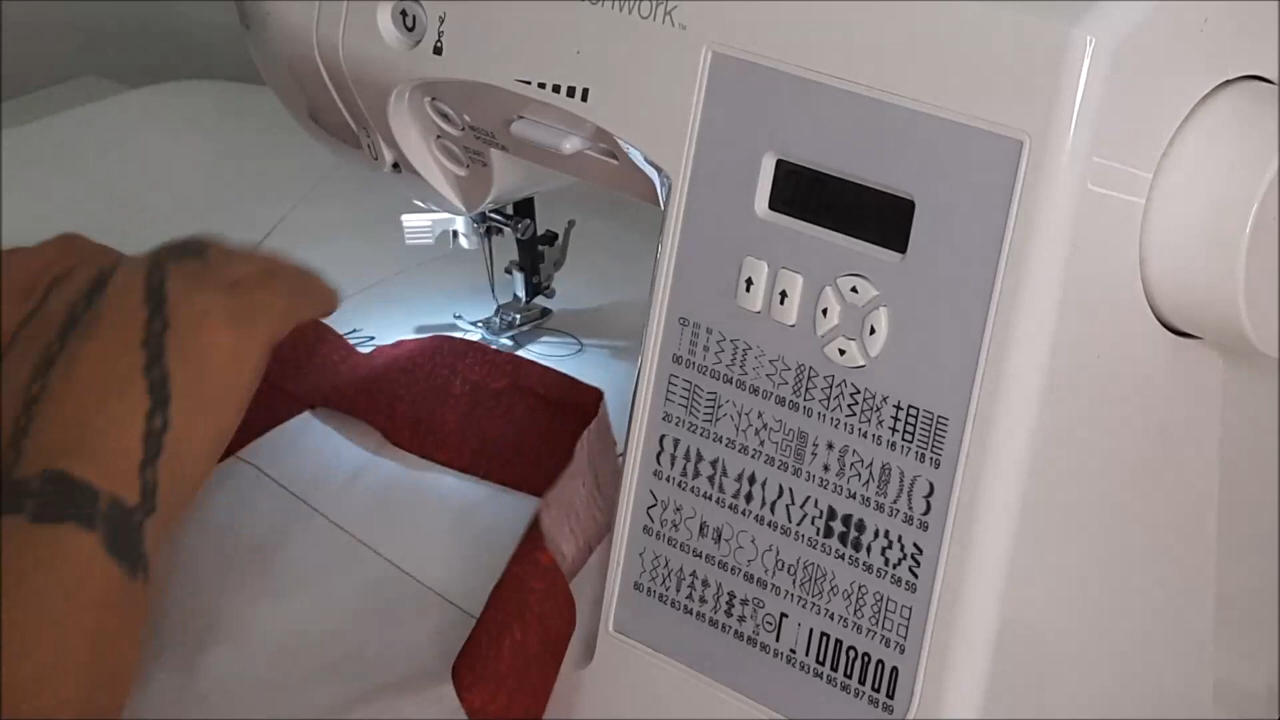 NEEDLE
POSITION
START
STOP
00 01 02 03 04 05 06 07 08 09 10 11 12 13 14 15 16 17 18 19
20 21 22 23 24 25 26 27 28 29 30 31 32 33 34 35 36 37 38 39
40 41 42 43 44 45 46 47 48 49 50 51 52 53 54 55 56 57 58 59
60 61 62 63 64 65 66 67 68 69 70 71 72 73 74 75 76 77 78 79
80 81 82 83 84 85 86 87 88 89 90 91 92 93 94 95 96 97 98 99